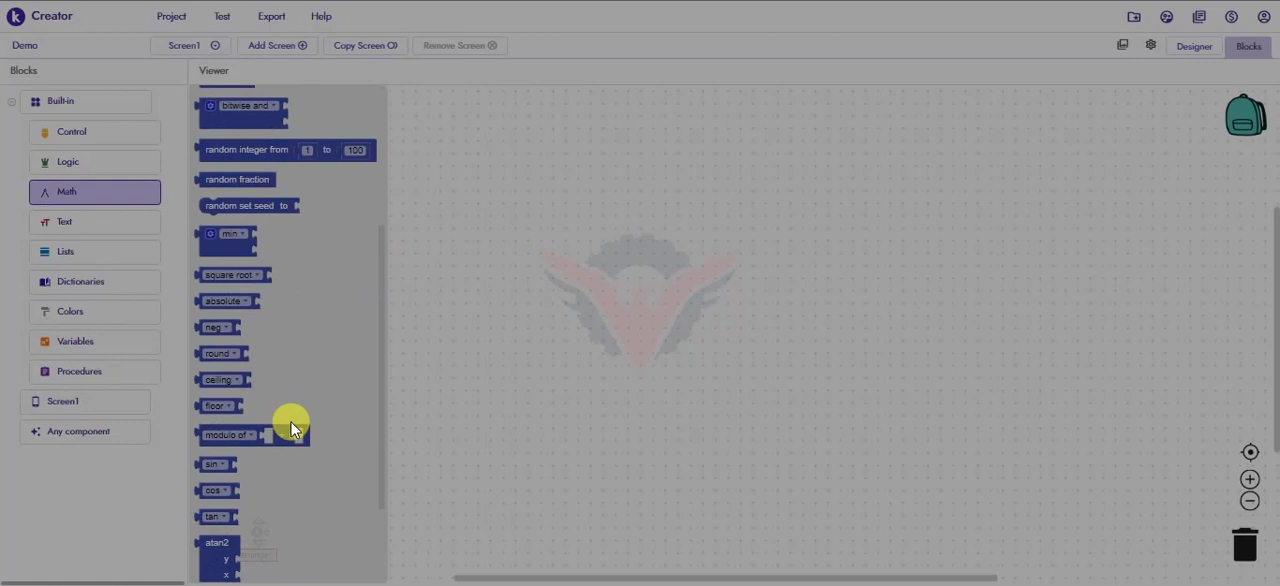 Creator Project Test Export Help
Demo Screen1 Add Screen Copy Screen Remove Screen Designer Blocks
Blocks Viewer
Built-in
Control
Logic
Math
Text
Lists
Dictionaries
Colors
Variables
Procedures
Screen1
Any component
bitwise and
random integer from 1 to 100
random fraction
random set seed to
min
square root
absolute
neg
round
ceiling
floor
modulo of
sin
cos
tan
atan2
y
x